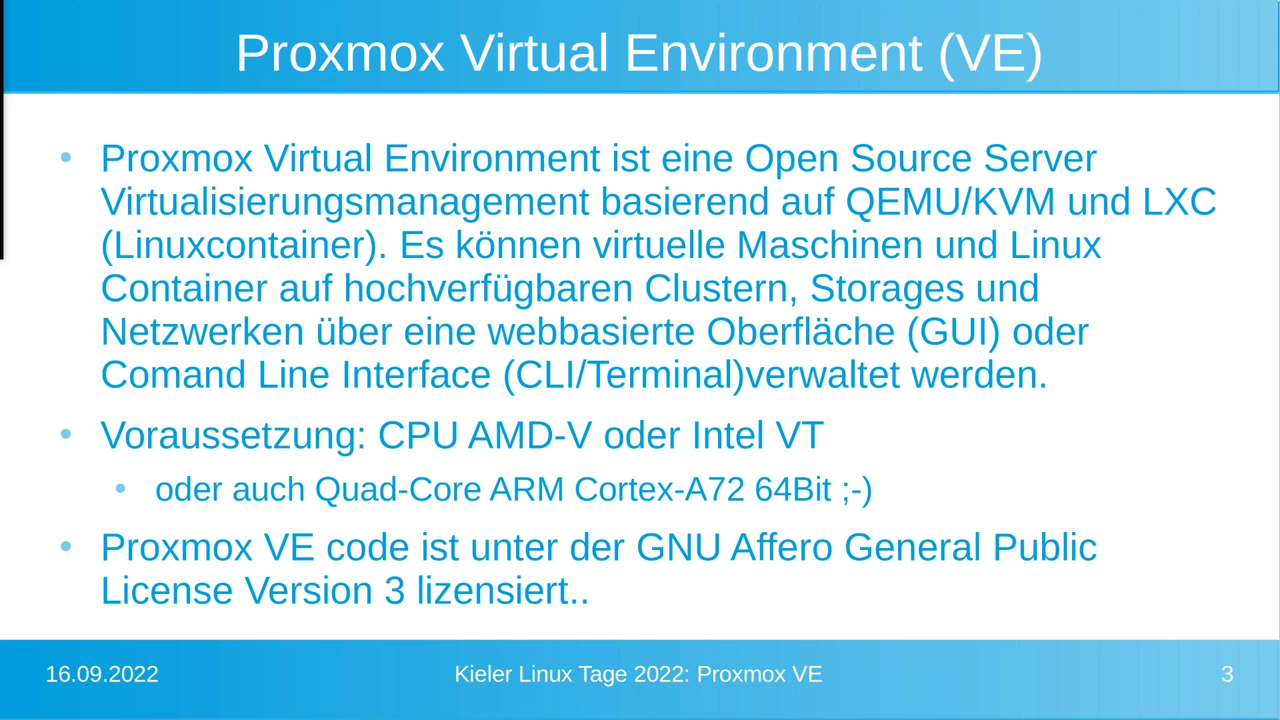 Proxmox Virtual Environment (VE)
• Proxmox Virtual Environment ist eine Open Source Server
Virtualisierungsmanagement basierend auf QEMU/KVM und LXC
(Linuxcontainer). Es können virtuelle Maschinen und Linux
Container auf hochverfügbaren Clustern, Storages und
Netzwerken über eine webbasierte Oberfläche (GUI) oder
Comand Line Interface (CLI/Terminal)verwaltet werden.
• Voraussetzung: CPU AMD-V oder Intel VT
• oder auch Quad-Core ARM Cortex-A72 64Bit ;-)
• Proxmox VE code ist unter der GNU Affero General Public
License Version 3 lizensiert..
16.09.2022
Kieler Linux Tage 2022: Proxmox VE
3